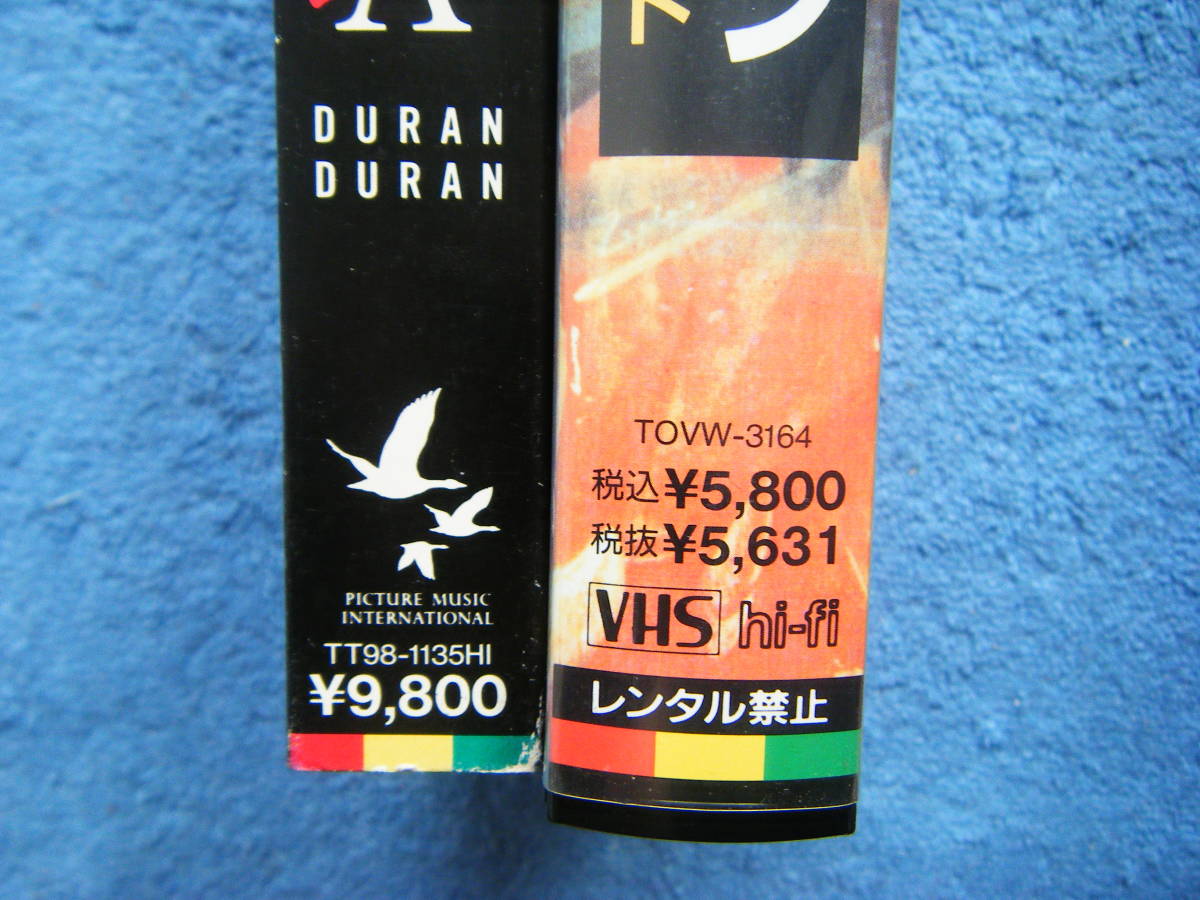 A
DURAN
DURAN
PICTURE MUSIC
INTERNATIONAL
TT98-1135HI
¥9,800
ド
TOVW-3164
税込¥5,800
税抜¥5,631
VHS hi-fi
レンタル禁止